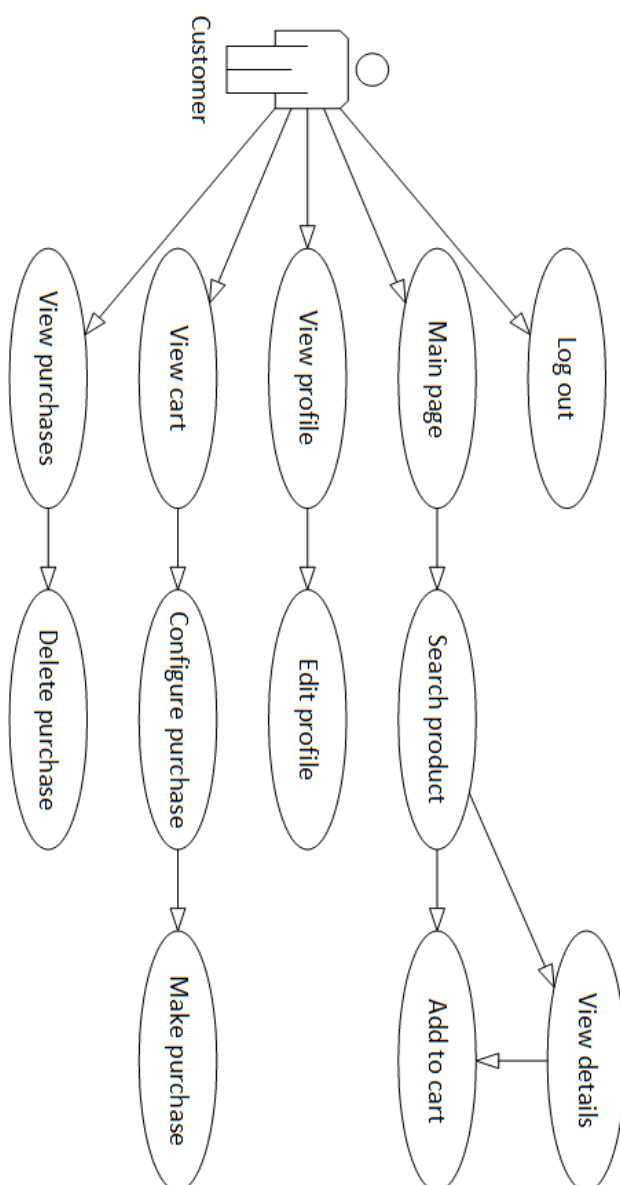 Customer
Log out
Main page
View profile
View cart
View purchases
Search product
Edit profile
Configure purchase
Delete purchase
View details
Add to cart
Make purchase